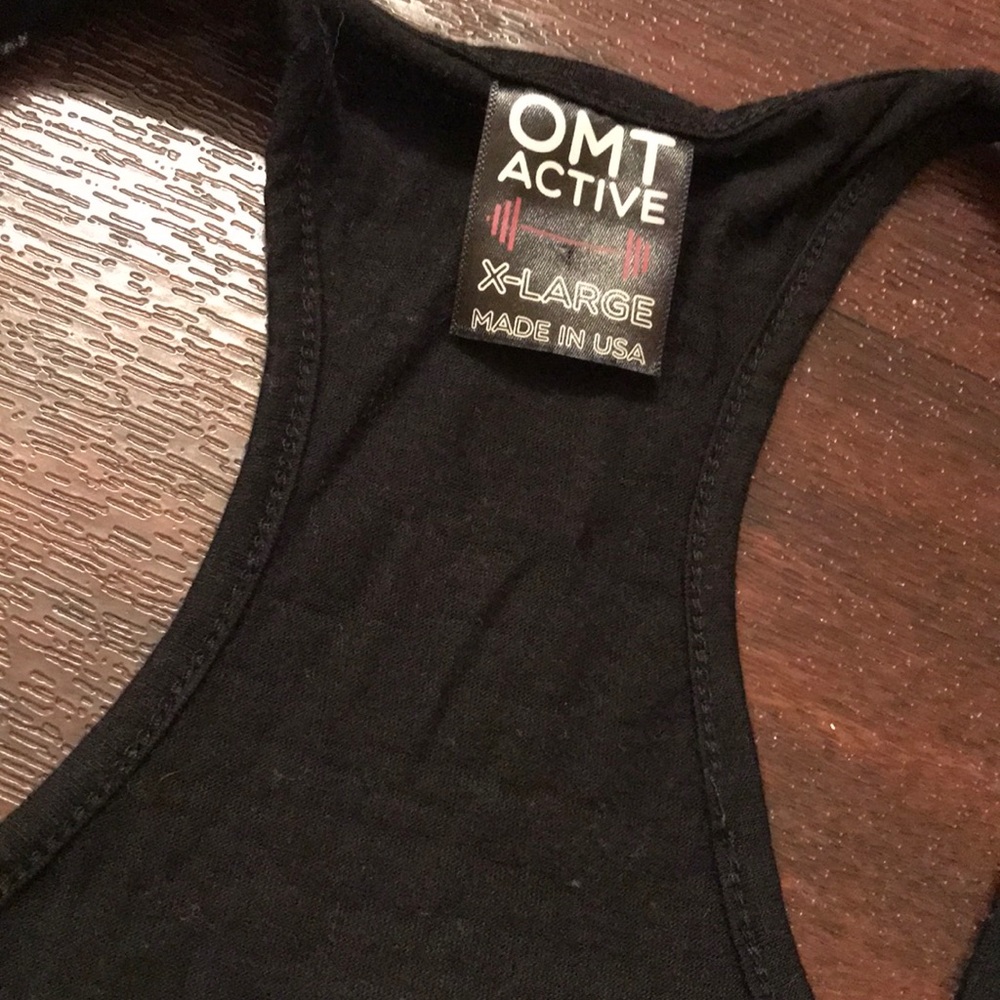 OMT
ACTIVE
X-LARGE
MADE IN USA